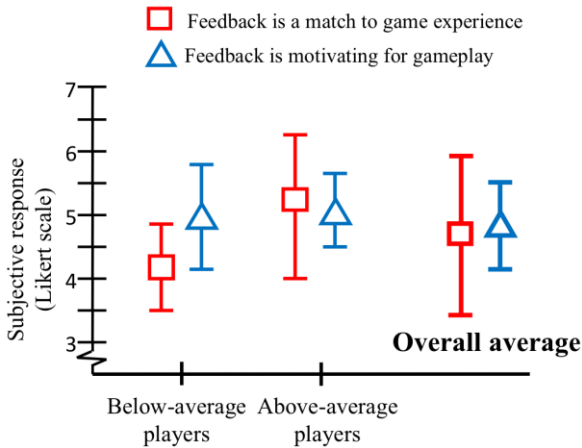 Feedback is a match to game experience
Feedback is motivating for gameplay
7
6
5
4
3
Subjective response
(Likert scale)
Overall average
Below-average
players
Above-average
players